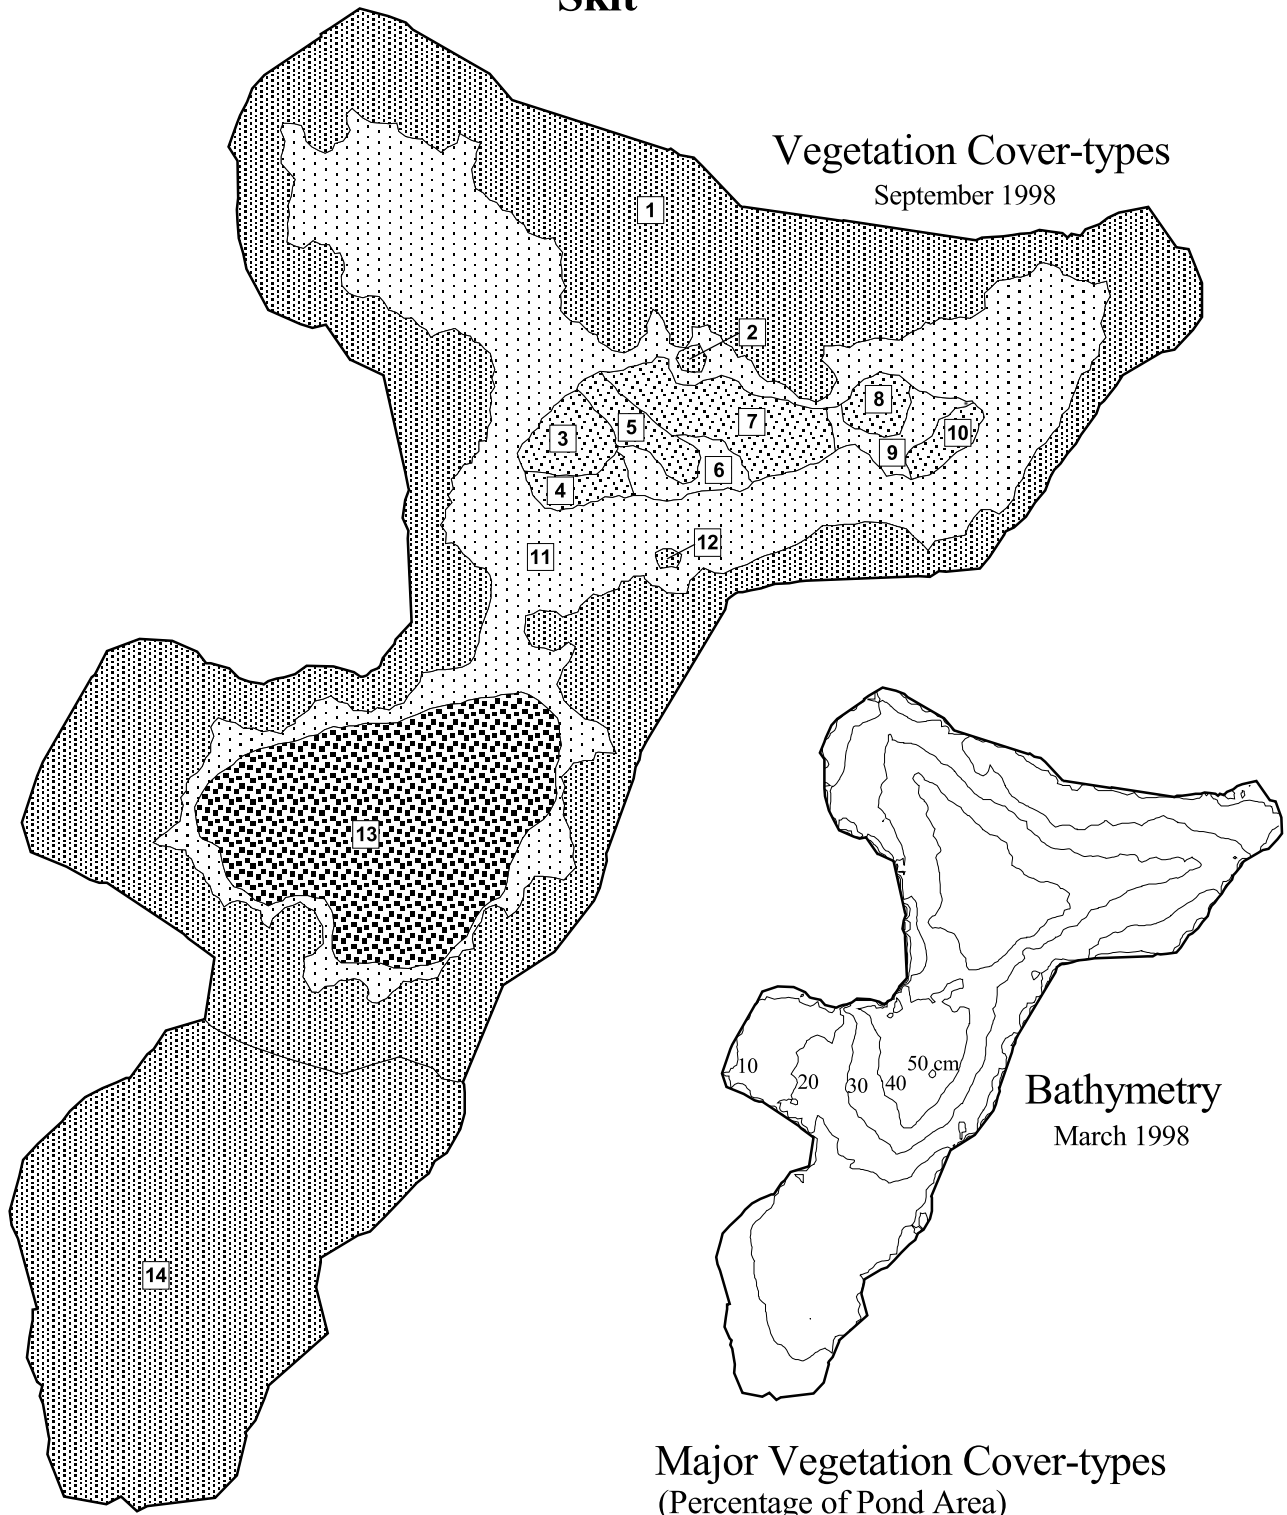 Skit
Vegetation Cover-types
September 1998
1
2
3
4
5
6
7
8
9
10
11
12
13
14
10
20
30
40
50 cm
Bathymetry
March 1998
Major Vegetation Cover-types
(Percentage of Pond Area)